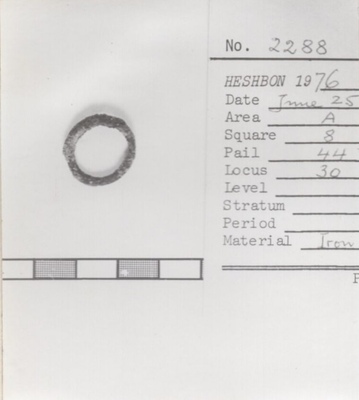 No. 2288
HESHBON 1976
Date June 25
Area A
Square 8
Pail 44
Locus 30
Level
Stratum
Period
Material Iron